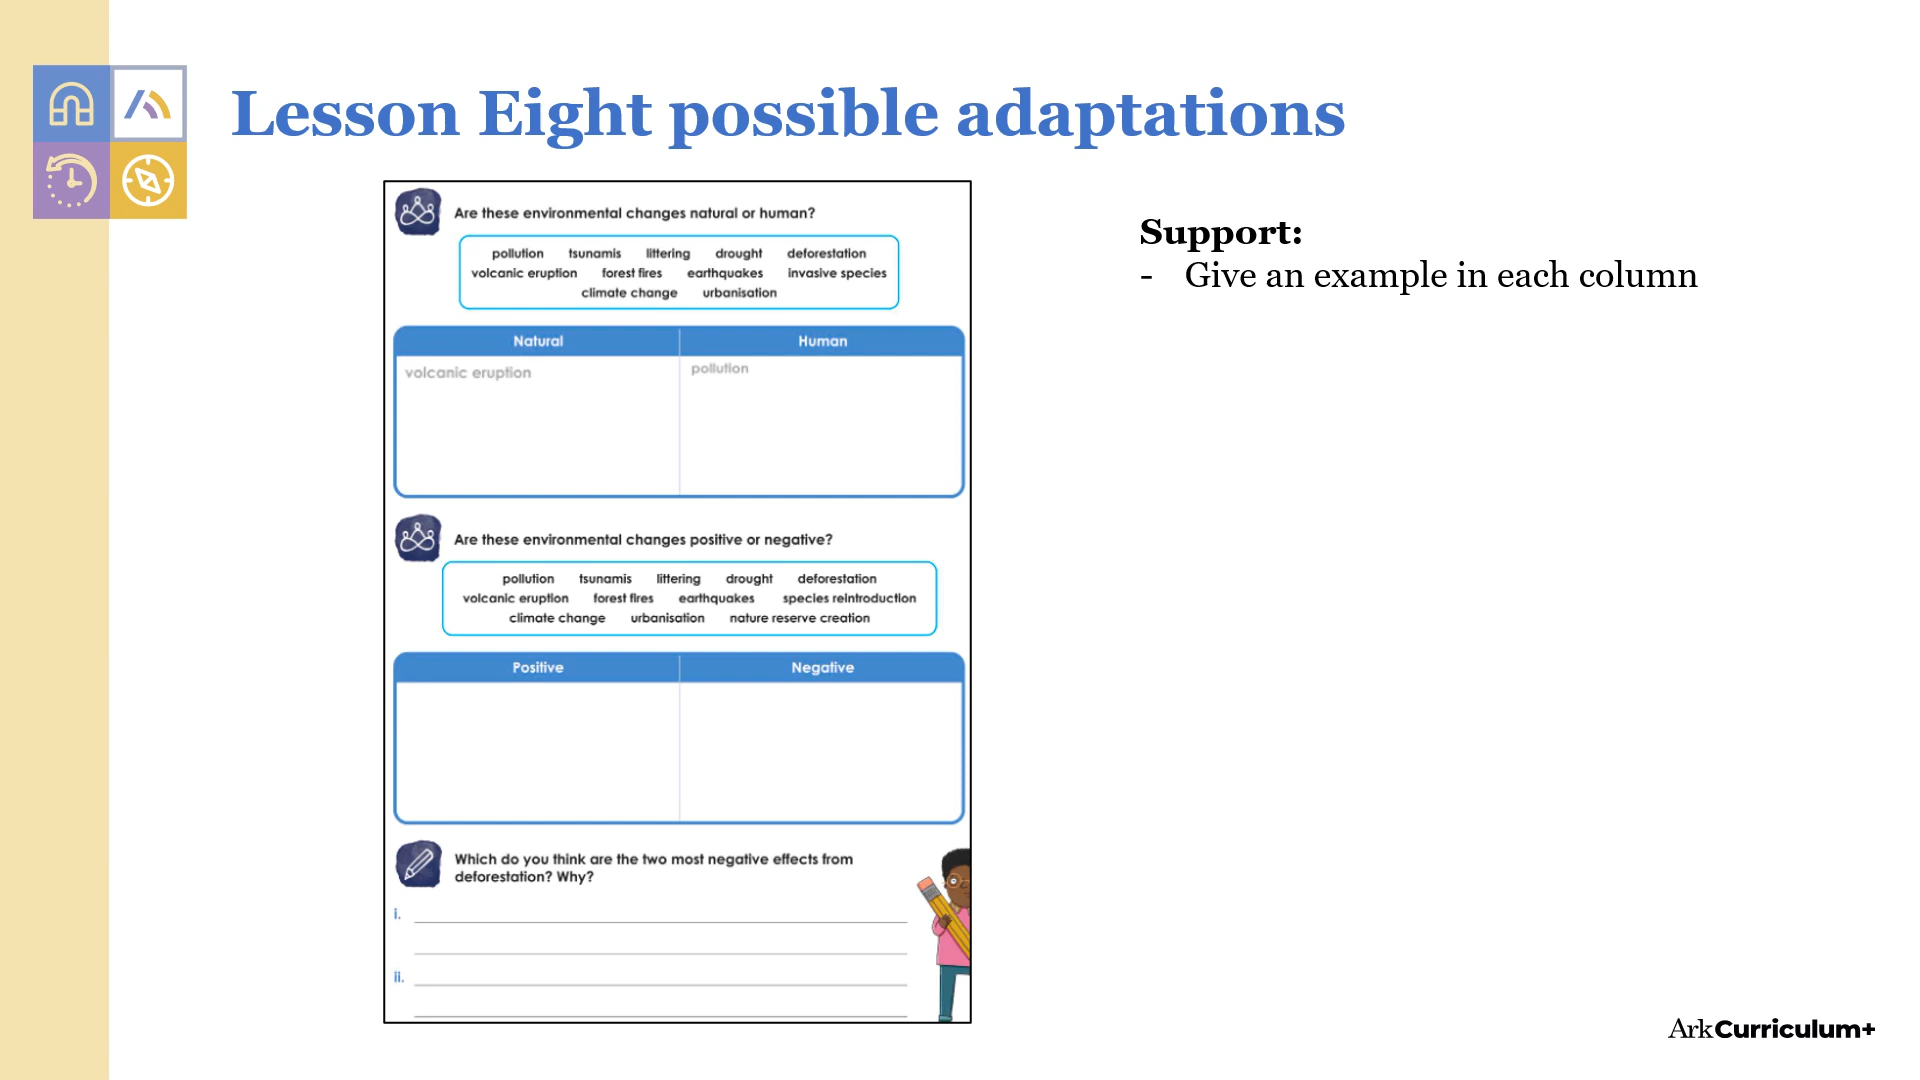 Lesson Eight possible adaptations
Are these environmental changes natural or human?
pollution tsunamis littering drought deforestation
volcanic eruption forest fires earthquakes invasive species
climate change urbanisation
Natural Human
volcanic eruption pollution
Are these environmental changes positive or negative?
pollution tsunamis littering drought deforestation
volcanic eruption forest fires earthquakes species reintroduction
climate change urbanisation nature reserve creation
Positive Negative
Which do you think are the two most negative effects from
deforestation? Why?
i.
ii.
Support:
- Give an example in each column
ArkCurriculum+